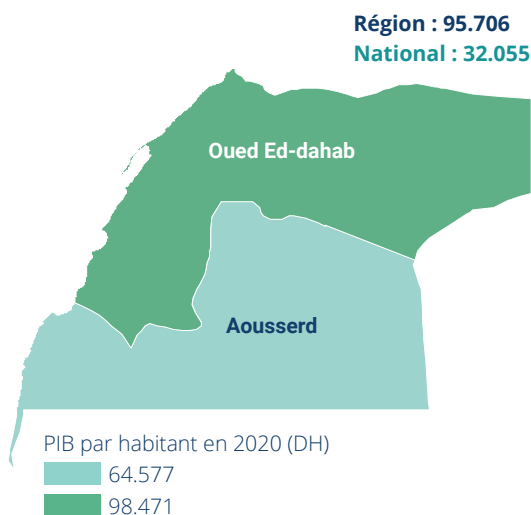 Région : 95.706
National : 32.055
Oued Ed-dahab
Aousserd
PIB par habitant en 2020 (DH)
64.577
98.471